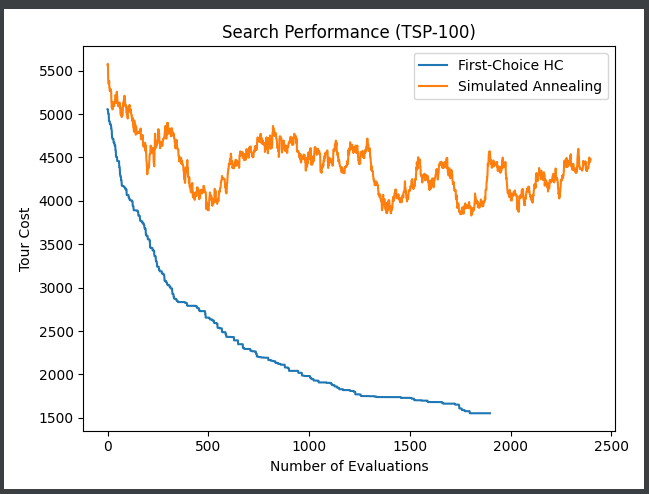 Search Performance (TSP-100)
First-Choice HC
Simulated Annealing
Tour Cost
5500
5000
4500
4000
3500
3000
2500
2000
1500
0 500 1000 1500 2000 2500
Number of Evaluations